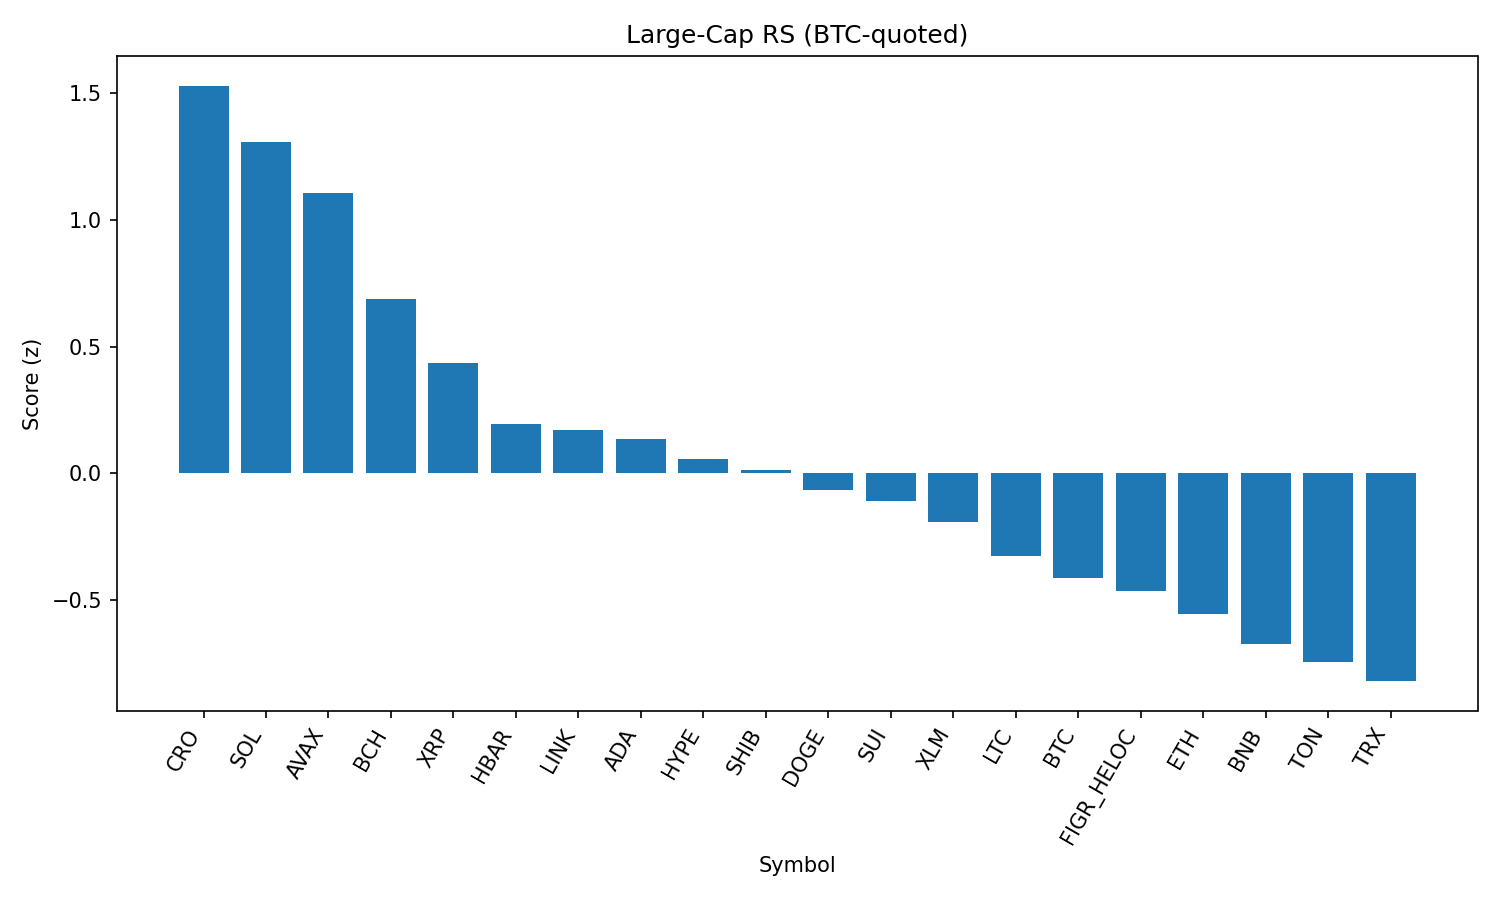 Large-Cap RS (BTC-quoted)
Score (z)
1.5
1.0
0.5
0.0
−0.5
CRO
SOL
AVAX
BCH
XRP
HBAR
LINK
ADA
HYPE
SHIB
DOGE
SUI
XLM
LTC
BTC
FIGR_HELOC
ETH
BNB
TON
TRX
Symbol